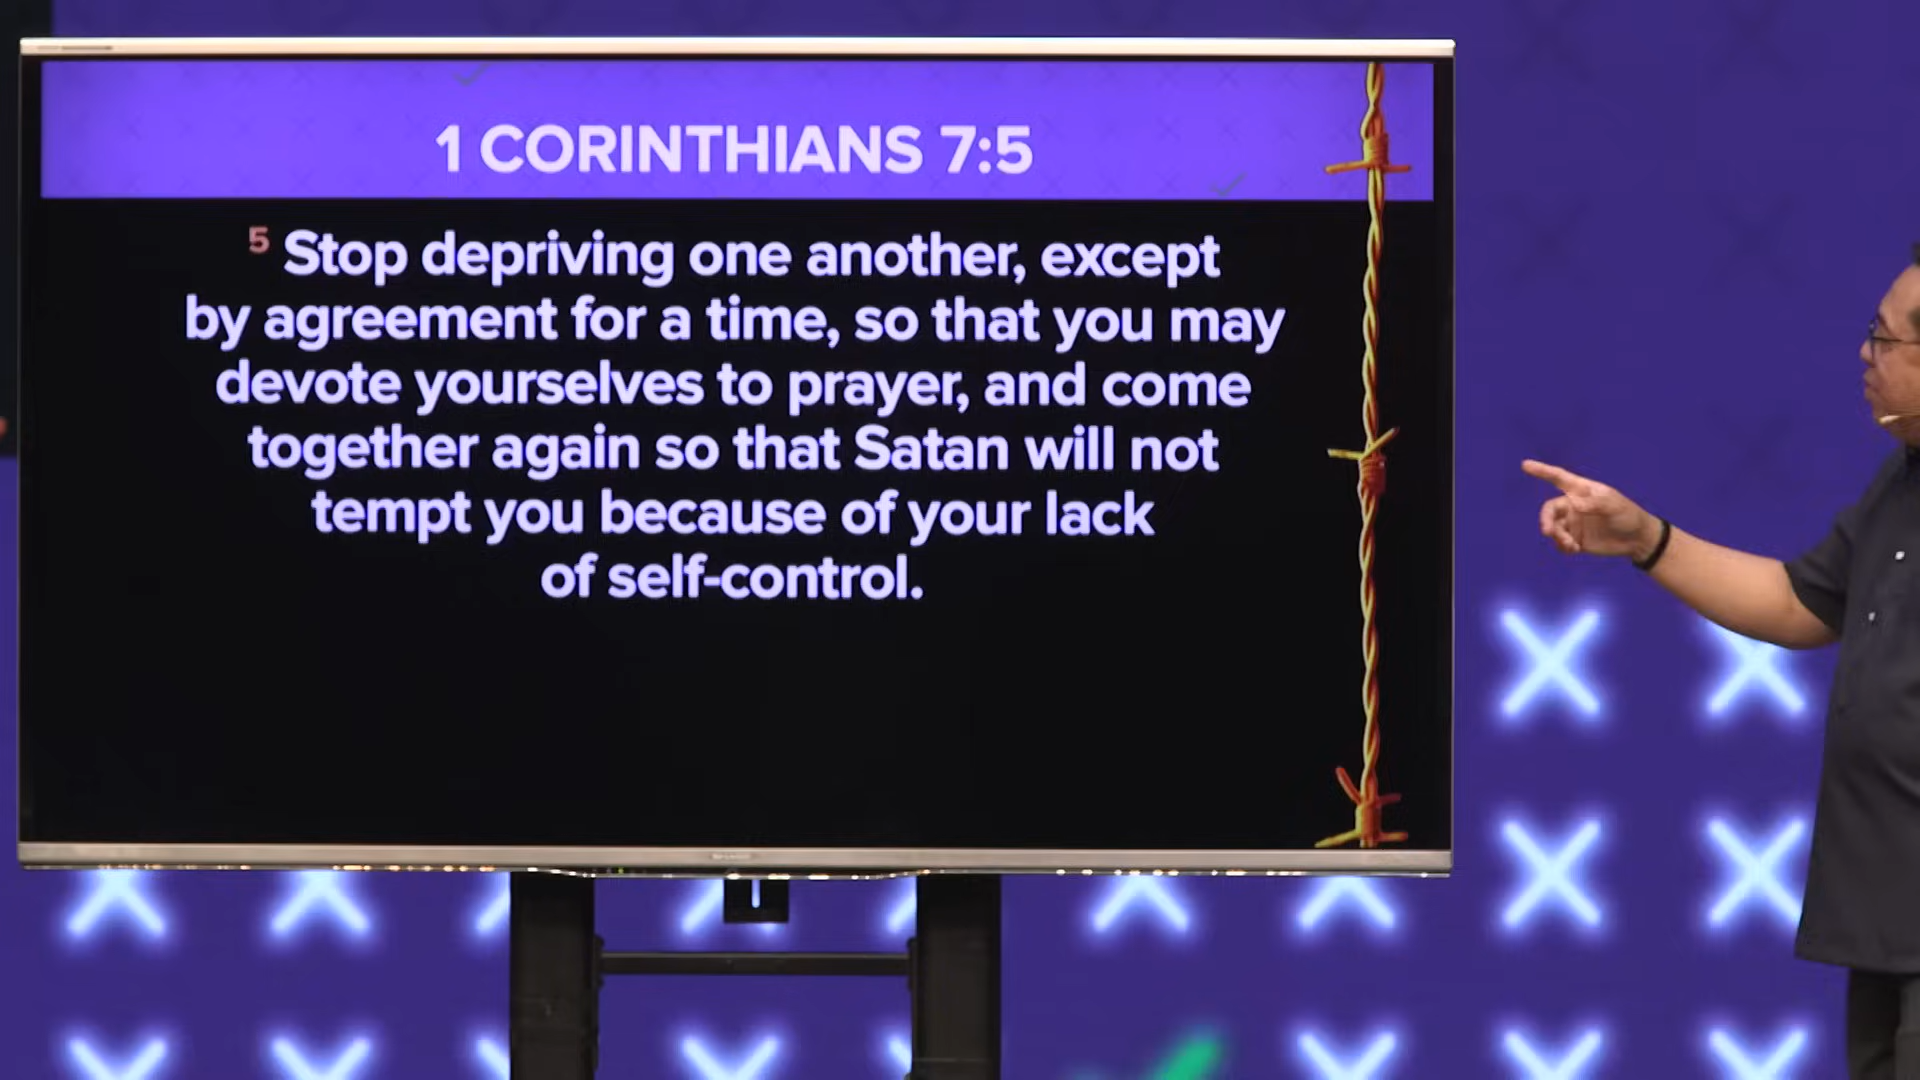 1 CORINTHIANS 7:5
5 Stop depriving one another, except
by agreement for a time, so that you may
devote yourselves to prayer, and come
together again so that Satan will not
tempt you because of your lack
of self-control.
SHARP